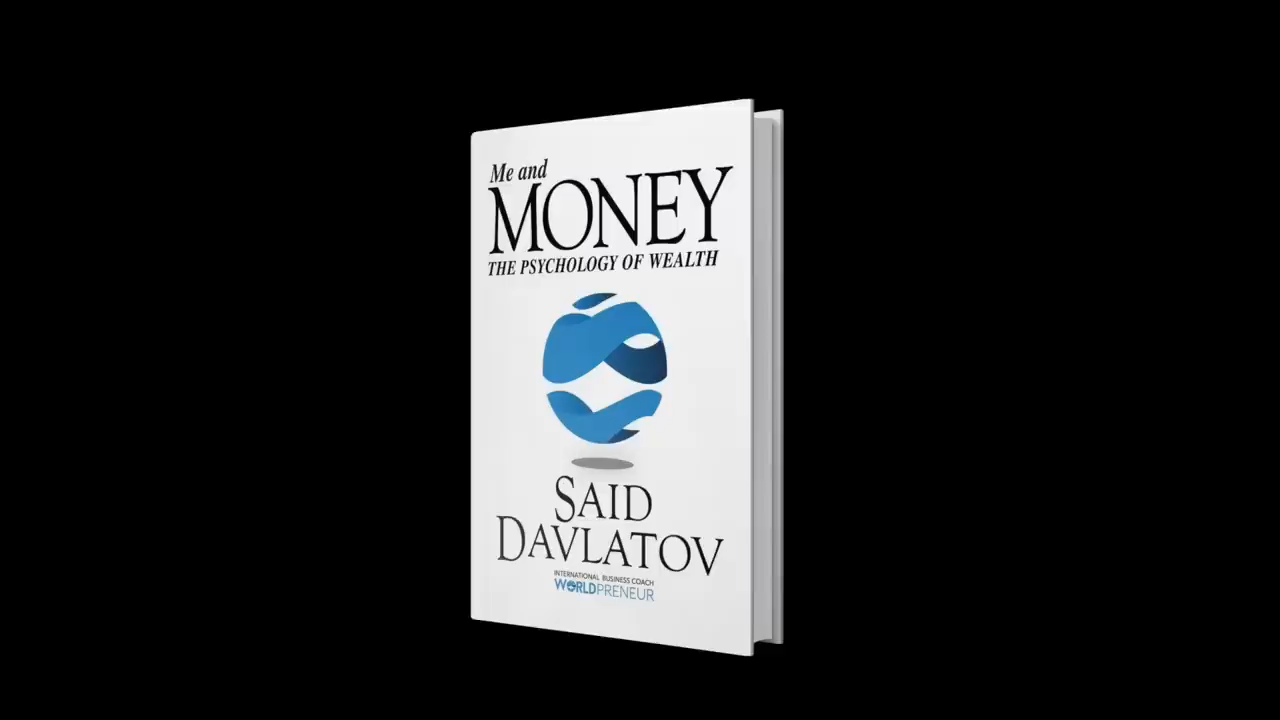 Me and
MONEY
THE PSYCHOLOGY OF WEALTH
SAID
DAVLATOV
INTERNATIONAL BUSINESS COACH
WORLDPRENEUR